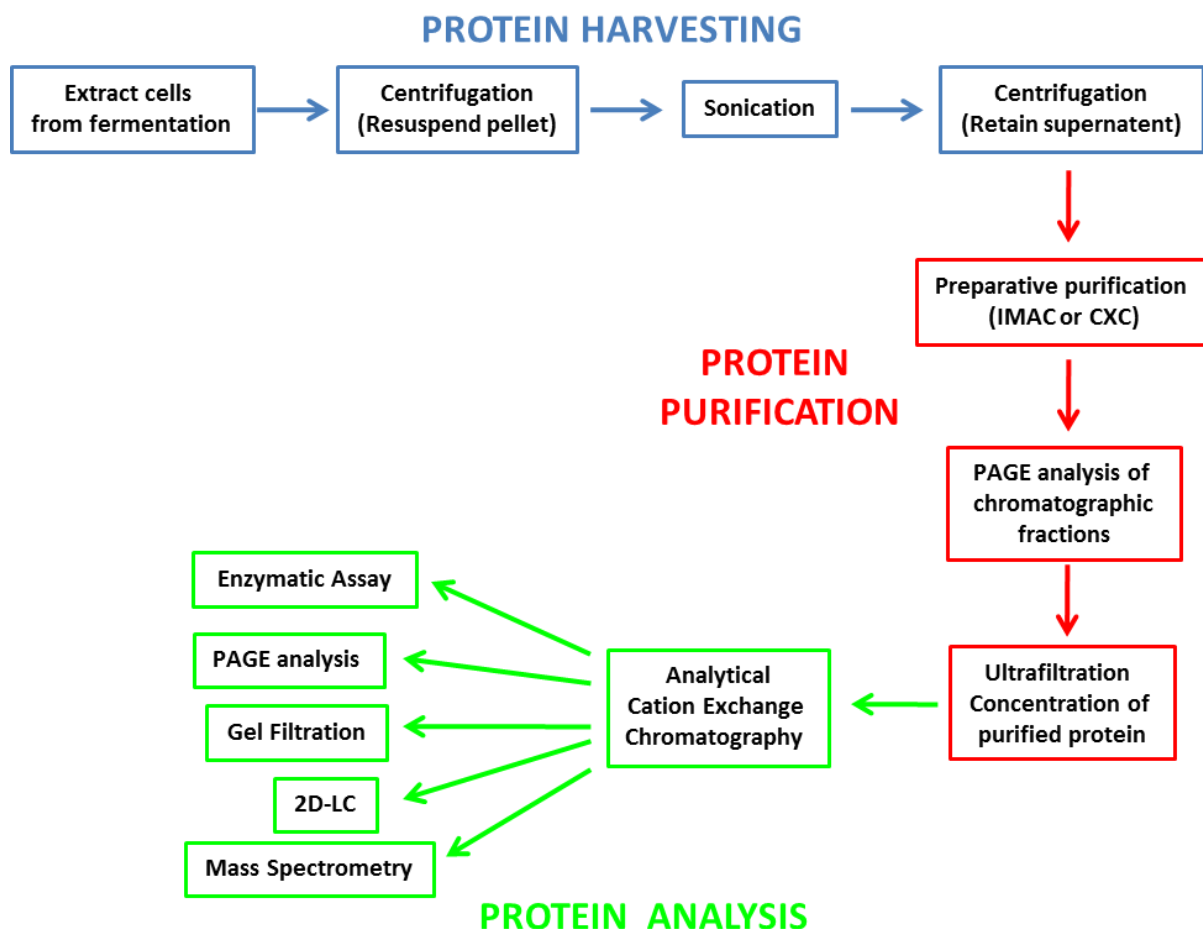 PROTEIN HARVESTING
Extract cells
from fermentation
Centrifugation
(Resuspend pellet)
Sonication
Centrifugation
(Retain supernatent)
Preparative purification
(IMAC or CXC)
PROTEIN
PURIFICATION
PAGE analysis of
chromatographic
fractions
Ultrafiltration
Concentration of
purified protein
Analytical
Cation Exchange
Chromatography
Enzymatic Assay
PAGE analysis
Gel Filtration
2D-LC
Mass Spectrometry
PROTEIN ANALYSIS